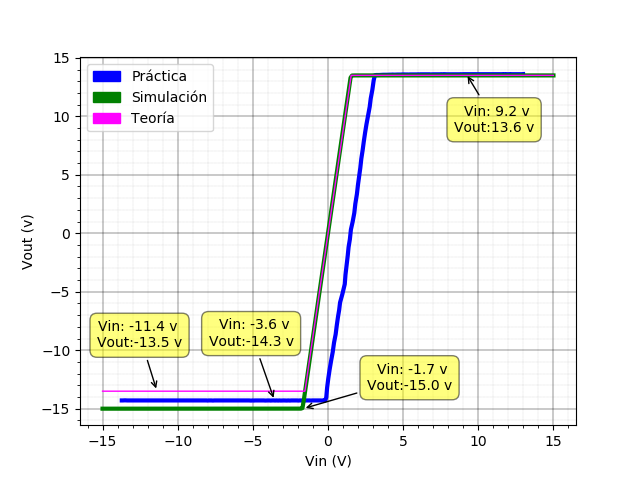 Práctica
Simulación
Teoría
Vin: 9.2 v
Vout:13.6 v
Vin: -11.4 v
Vout:-13.5 v
Vin: -3.6 v
Vout:-14.3 v
Vin: -1.7 v
Vout:-15.0 v
15
10
5
0
−5
−10
−15
Vout (v)
−15 −10 −5 0 5 10 15
Vin (V)